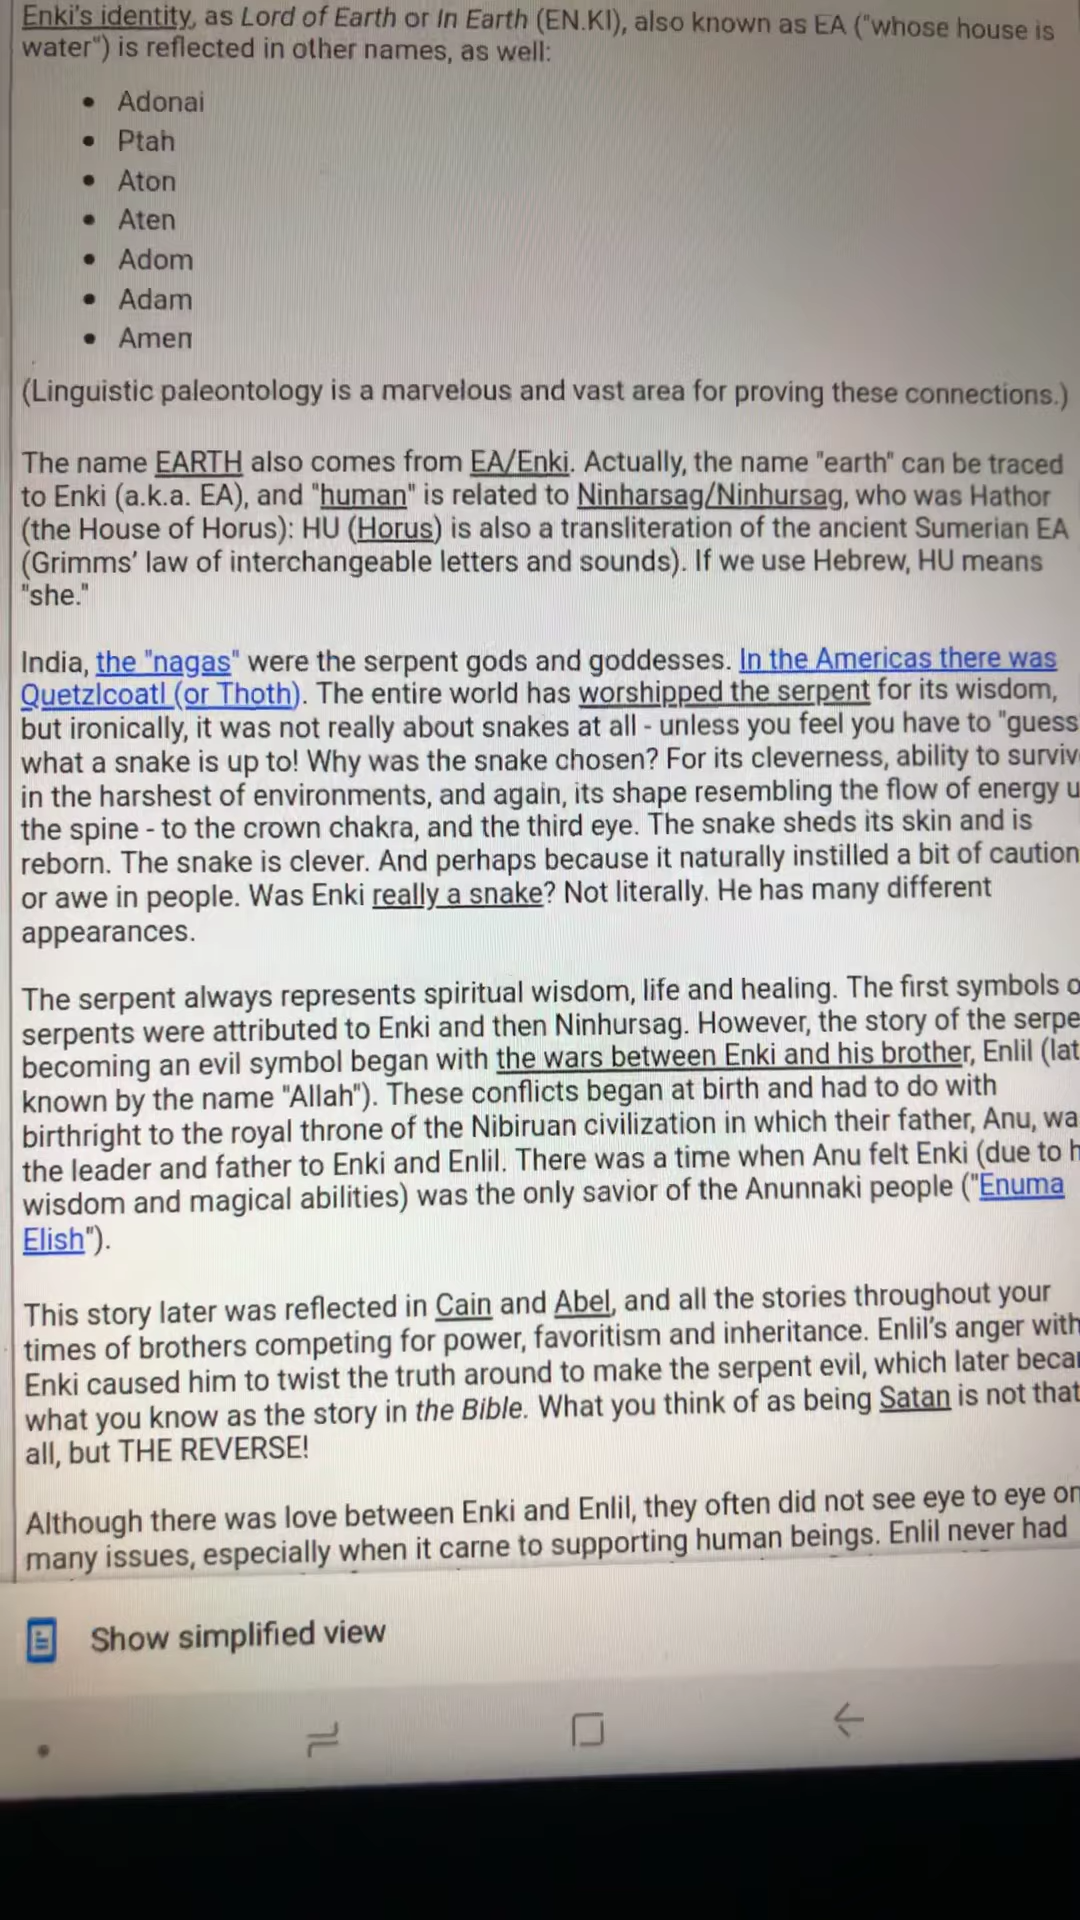 Enki's identity, as Lord of Earth or In Earth (EN.KI), also known as EA ("whose house is
water") is reflected in other names, as well:
• Adonai
• Ptah
• Aton
• Aten
• Adom
• Adam
• Amen
(Linguistic paleontology is a marvelous and vast area for proving these connections.)
The name EARTH also comes from EA/Enki. Actually, the name "earth" can be traced
to Enki (a.k.a. EA), and "human" is related to Ninharsag/Ninhursag, who was Hathor
(the House of Horus): HU (Horus) is also a transliteration of the ancient Sumerian EA
(Grimms' law of interchangeable letters and sounds). If we use Hebrew, HU means
"she."
India, the "nagas" were the serpent gods and goddesses. In the Americas there was
Quetzlcoatl (or Thoth). The entire world has worshipped the serpent for its wisdom,
but ironically, it was not really about snakes at all - unless you feel you have to "guess
what a snake is up to! Why was the snake chosen? For its cleverness, ability to surviv
in the harshest of environments, and again, its shape resembling the flow of energy u
the spine - to the crown chakra, and the third eye. The snake sheds its skin and is
reborn. The snake is clever. And perhaps because it naturally instilled a bit of caution
or awe in people. Was Enki really a snake? Not literally. He has many different
appearances.
The serpent always represents spiritual wisdom, life and healing. The first symbols o
serpents were attributed to Enki and then Ninhursag. However, the story of the serpe
becoming an evil symbol began with the wars between Enki and his brother, Enlil (lat
known by the name "Allah"). These conflicts began at birth and had to do with
birthright to the royal throne of the Nibiruan civilization in which their father, Anu, wa
the leader and father to Enki and Enlil. There was a time when Anu felt Enki (due to h
wisdom and magical abilities) was the only savior of the Anunnaki people ("Enuma
Elish").
This story later was reflected in Cain and Abel, and all the stories throughout your
times of brothers competing for power, favoritism and inheritance. Enlil's anger with
Enki caused him to twist the truth around to make the serpent evil, which later beca
what you know as the story in the Bible. What you think of as being Satan is not that
all, but THE REVERSE!
Although there was love between Enki and Enlil, they often did not see eye to eye on
many issues, especially when it carne to supporting human beings. Enlil never had
Show simplified view